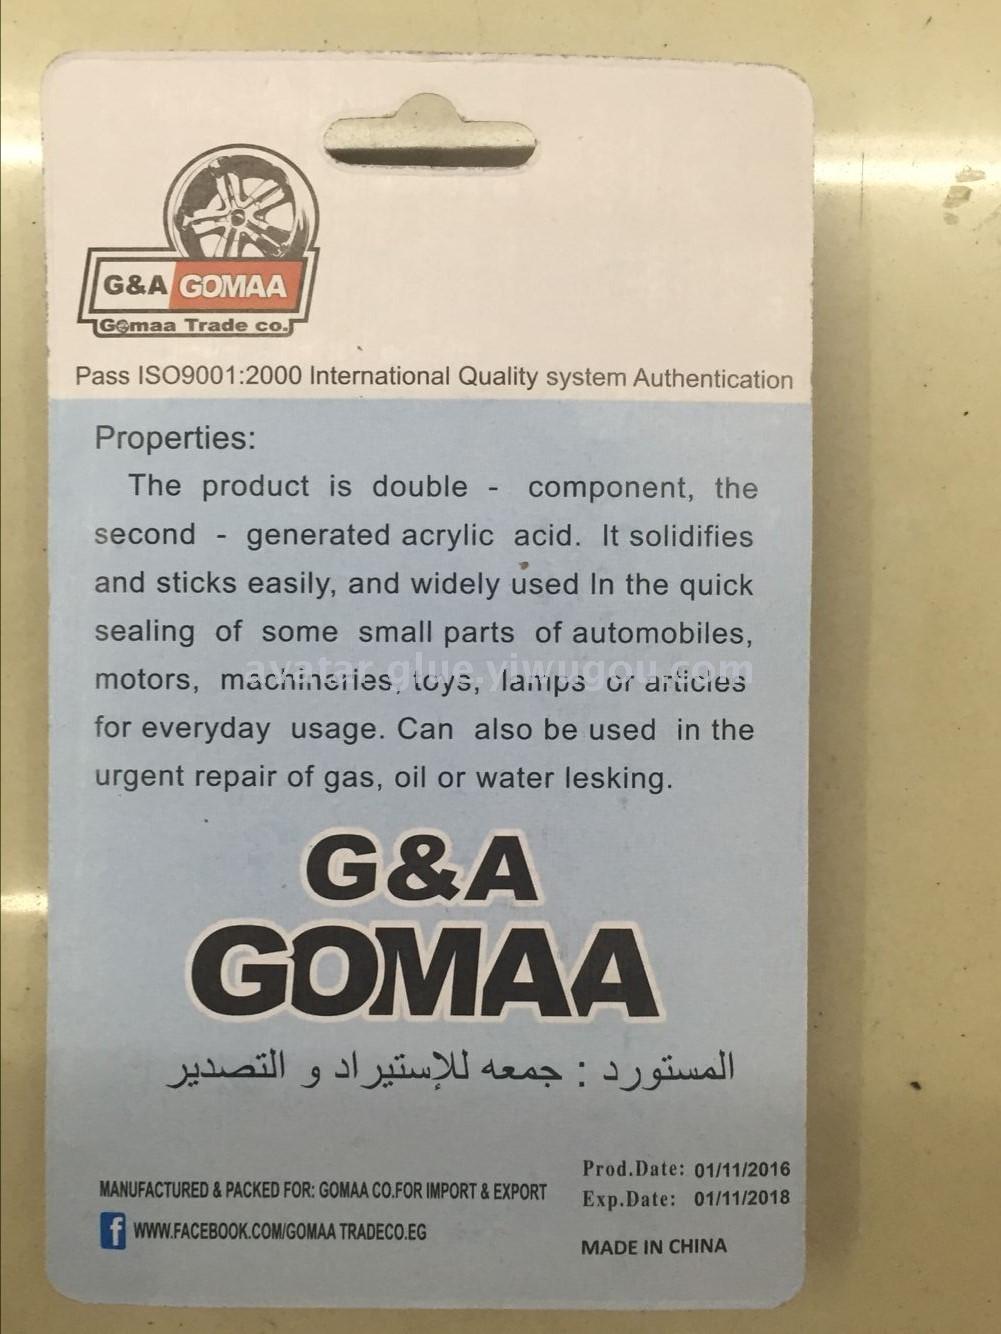 G&A GOMAA
Gomaa Trade co.
Pass ISO9001:2000 International Quality system Authentication
Properties:
The product is double - component, the
second - generated acrylic acid. It solidifies
and sticks easily, and widely used In the quick
sealing of some small parts of automobiles,
motors, machineries, toys, lamps or articles
avatar.glue.yiwugou.com
for everyday usage. Can also be used in the
urgent repair of gas, oil or water lesking.
G&A
GOMAA
المستورد : جمعه للإستيراد و التصدير
Prod.Date: 01/11/2016
MANUFACTURED & PACKED FOR: GOMAA CO.FOR IMPORT & EXPORT
Exp.Date: 01/11/2018
f WWW.FACEBOOK.COM/GOMAA TRADECO.EG
MADE IN CHINA